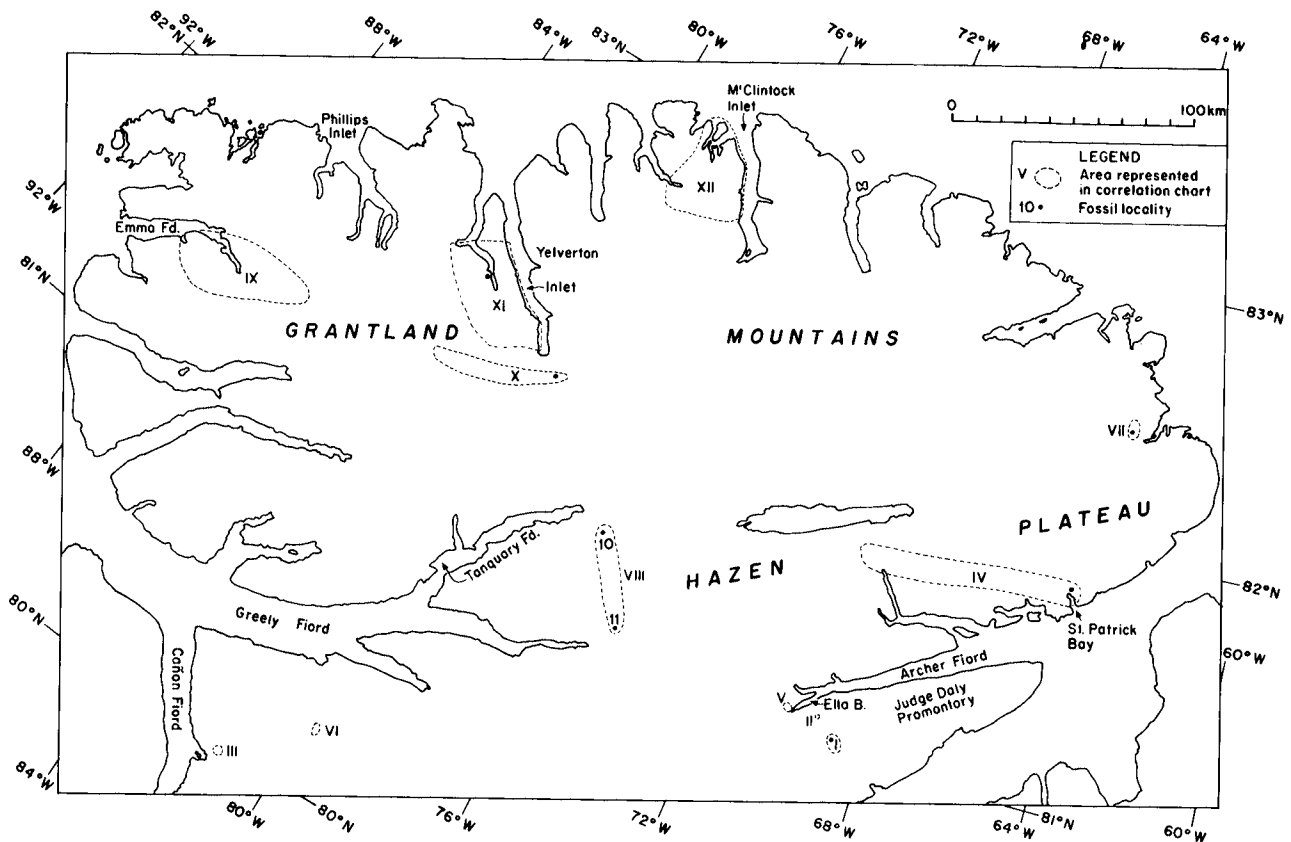 82°N
92°W
88°W
84°W
83°N
80°W
76°W
72°W
68°W
64°W
M'Clintock
Inlet
0
100km
Phillips
Inlet
LEGEND
V
Area represented
in correlation chart
10
Fossil locality
92°W
XII
Emma Fd.
IX
Yelverton
Inlet
XI
81°N
83°N
GRANTLAND
MOUNTAINS
X
VII
88°W
PLATEAU
10
Tanquary Fd.
VIII
HAZEN
IV
82°N
80°N
Greely Fiord
11
St. Patrick
Bay
60°W
Archer Fiord
Cañon Fiord
V
Ella B.
Judge Daly
Promontory
II
VI
I
III
84°W
80°W
80°N
76°W
72°W
68°W
64°W
81°N
60°W